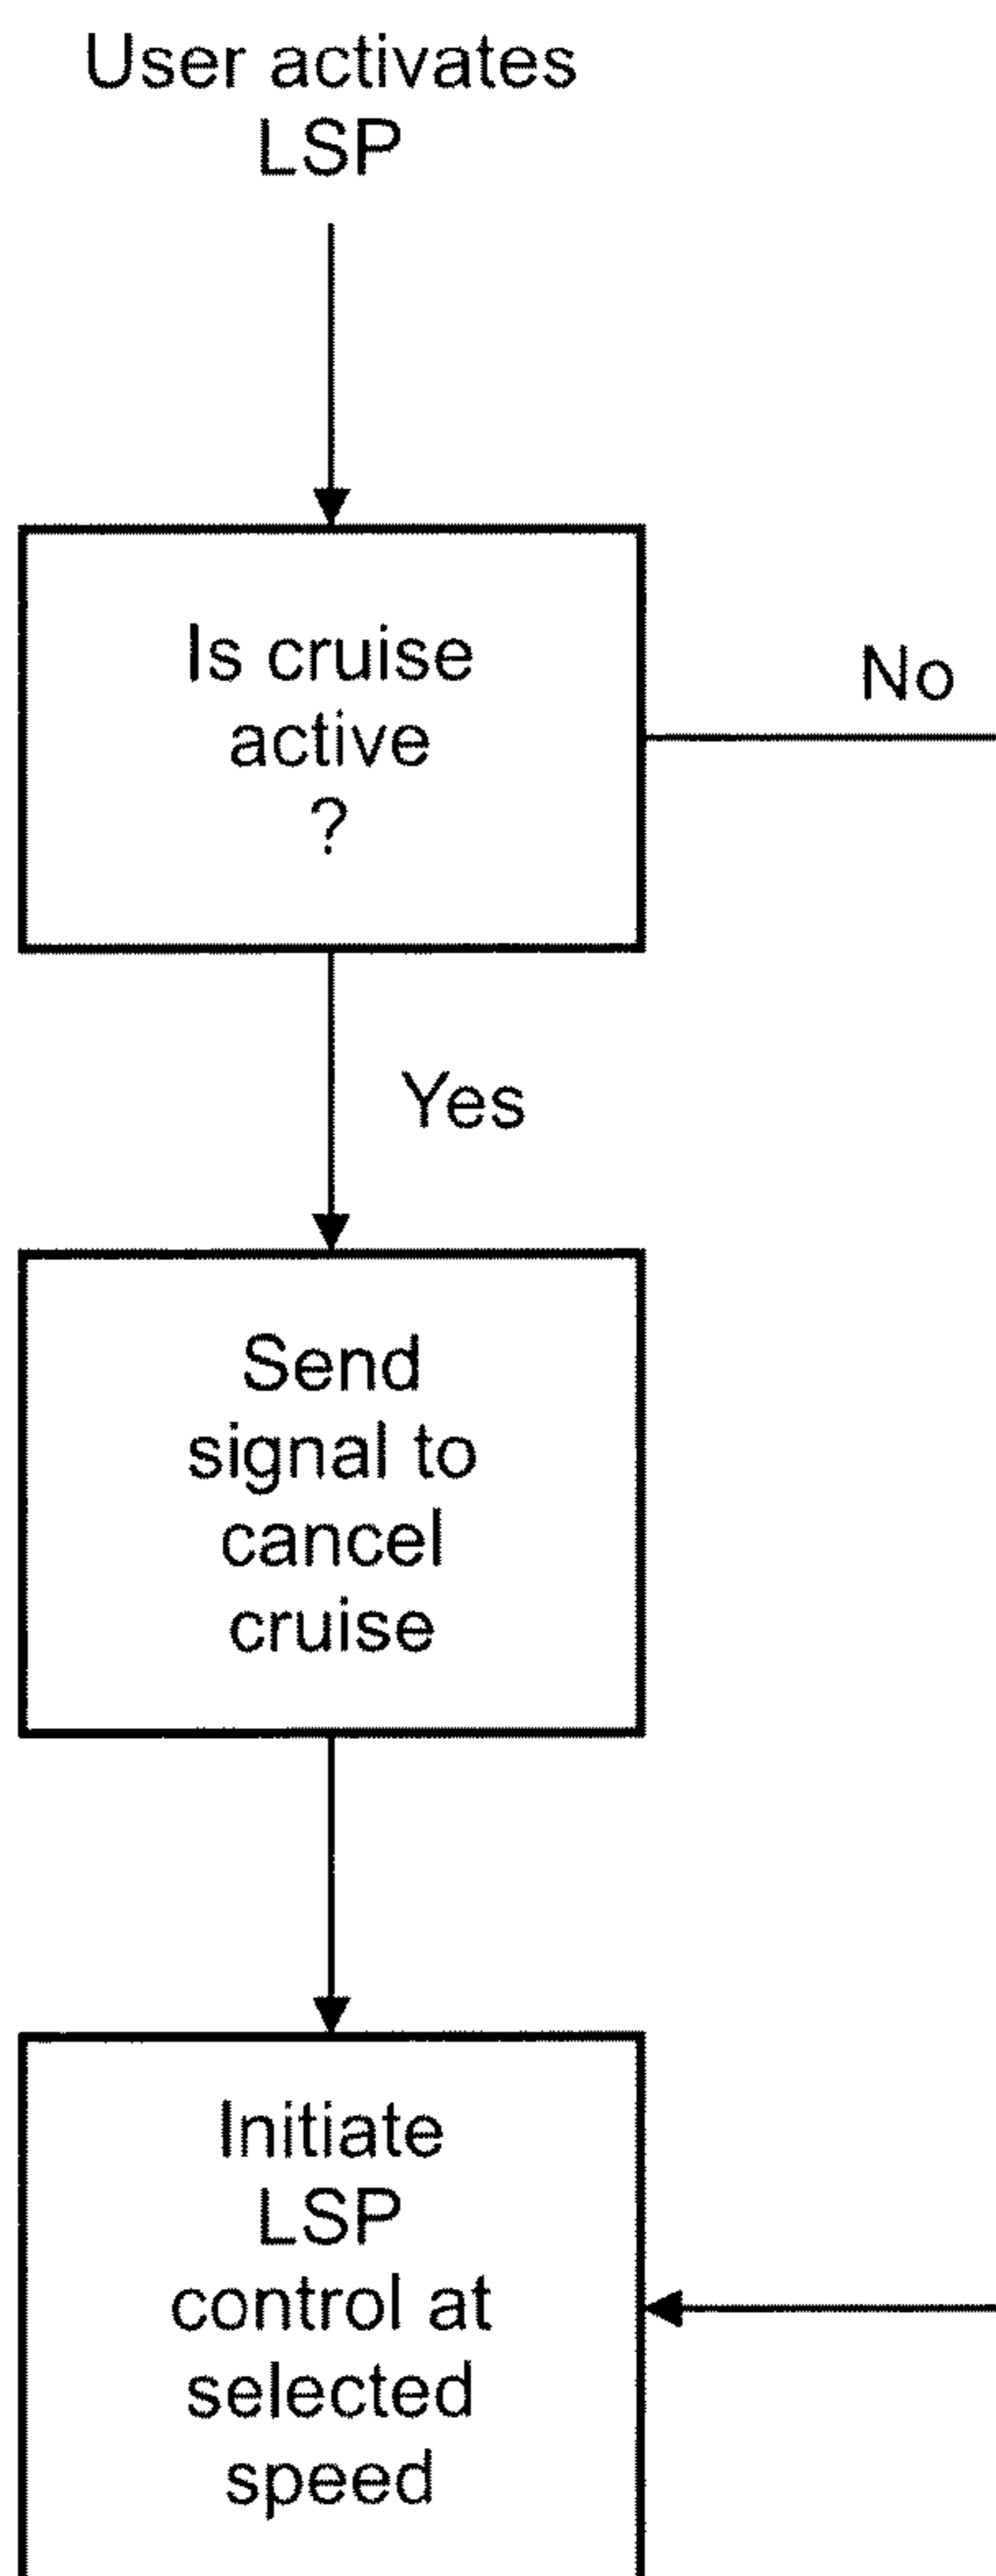 User activates
LSP
Is cruise
active
?
No
Yes
Send
signal to
cancel
cruise
Initiate
LSP
control at
selected
speed